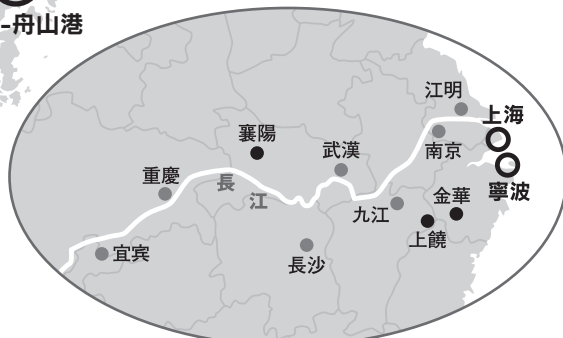 -舟山港
江明
上海
襄陽
武漢
南京
重慶
長
江
寧波
金華
九江
上饒
宜宾
長沙